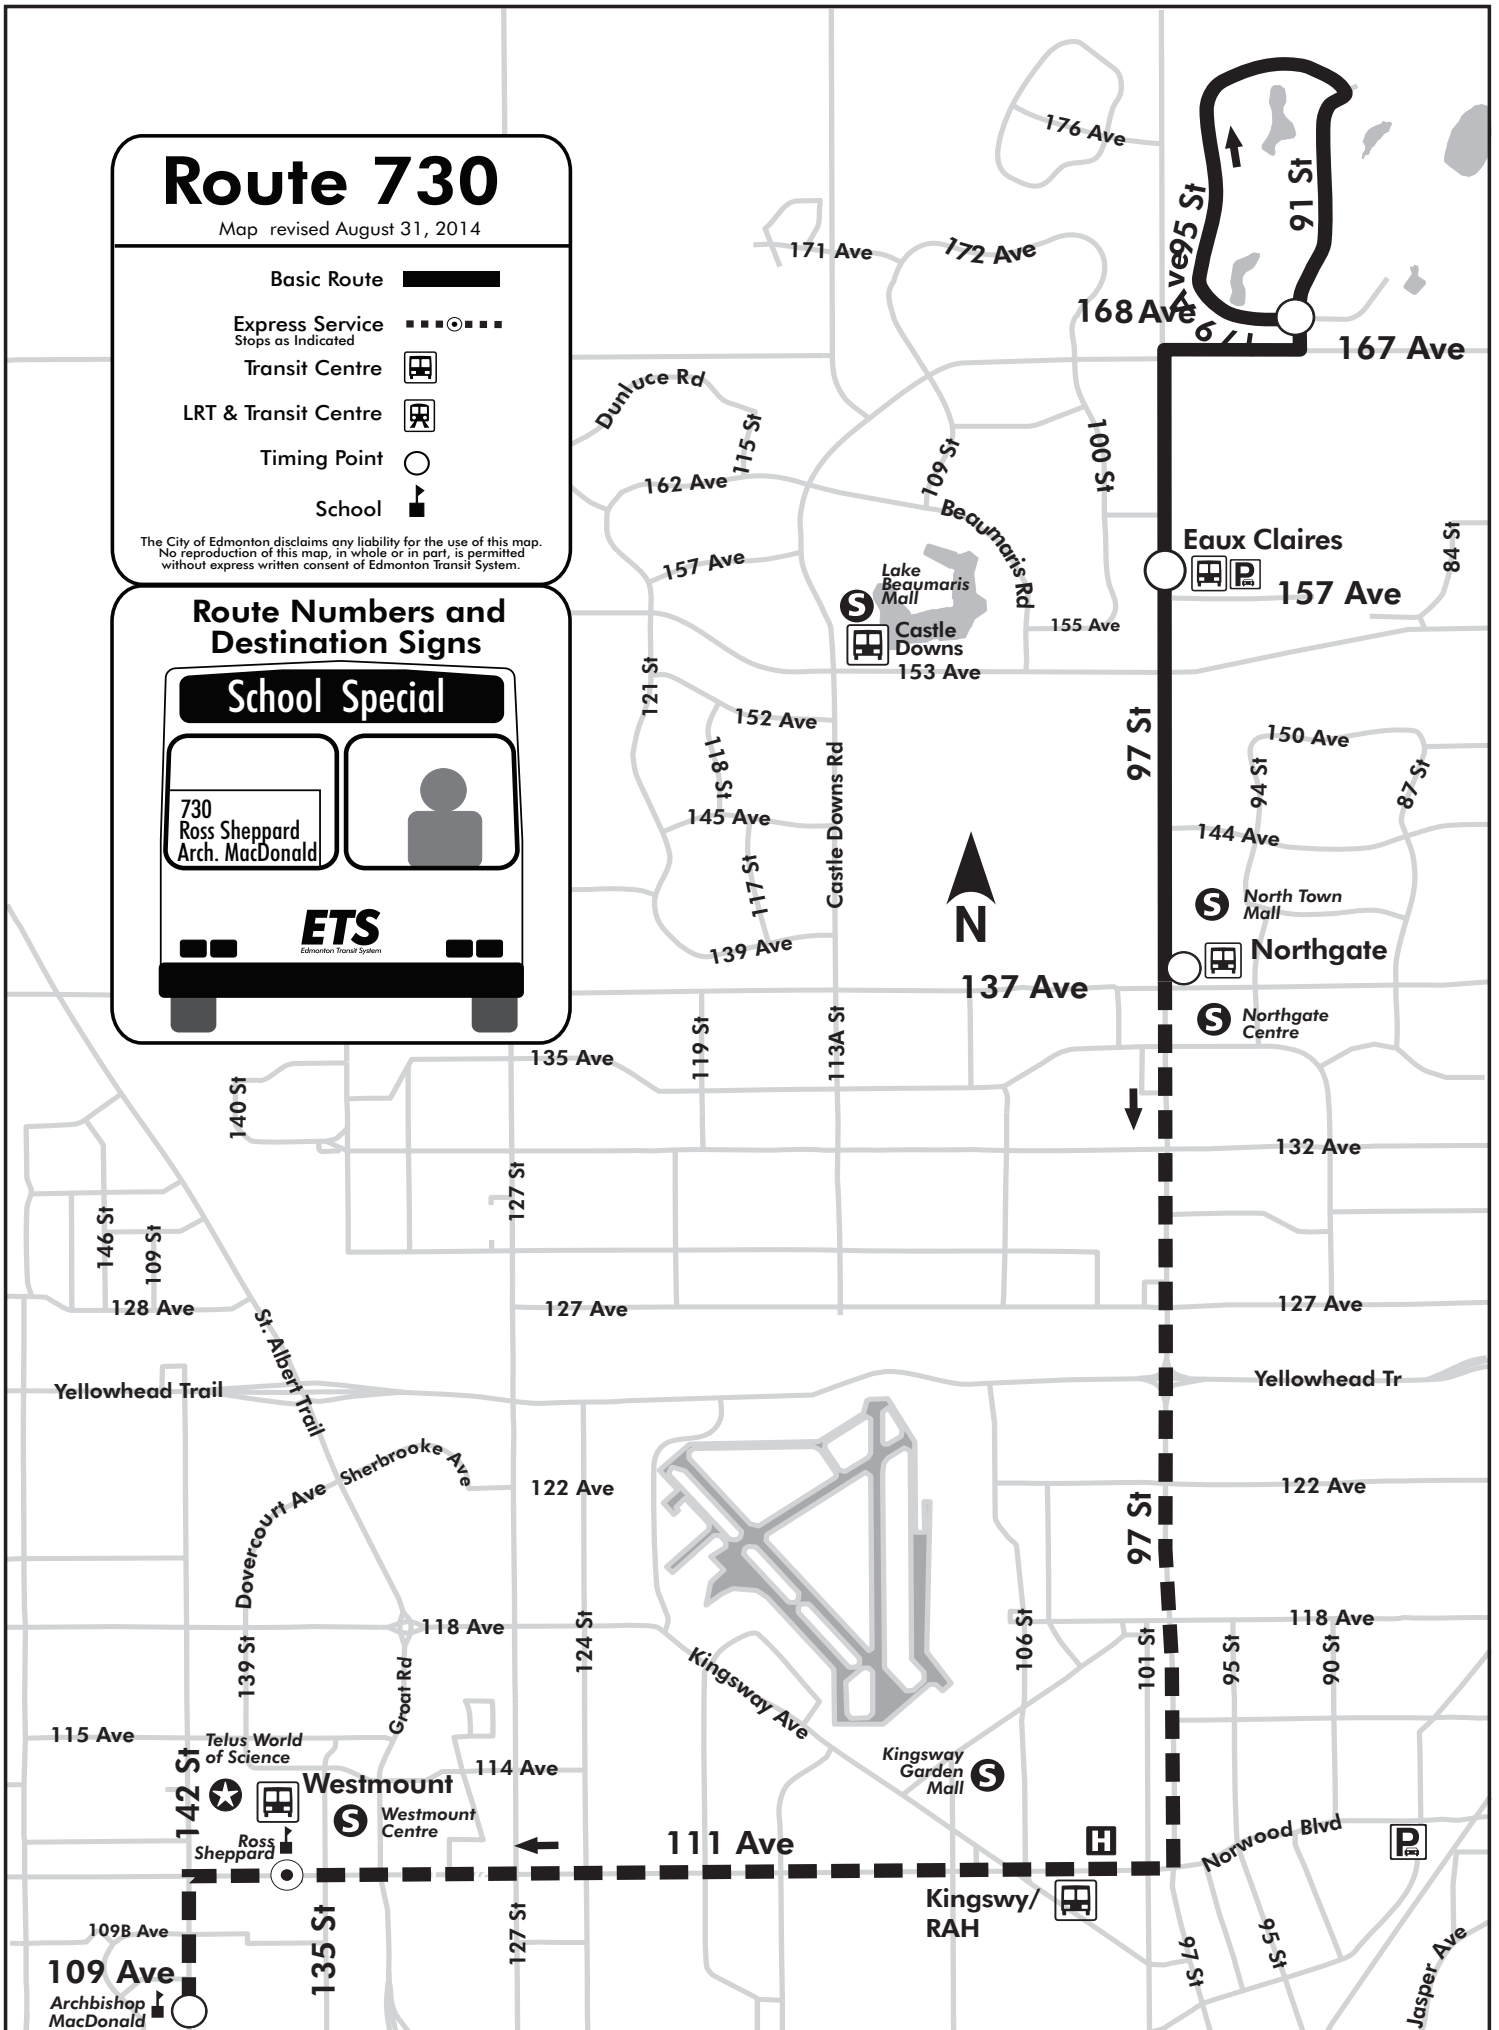 Route 730
Map revised August 31, 2014
Basic Route
Express Service
Stops as Indicated
Transit Centre
LRT & Transit Centre
Timing Point
School
The City of Edmonton disclaims any liability for the use of this map.
No reproduction of this map, in whole or in part, is permitted
without express written consent of Edmonton Transit System.
Route Numbers and
Destination Signs
School Special
730
Ross Sheppard
Arch. MacDonald
ETS
Edmonton Transit System
176 Ave
91 St
95 St
171 Ave
172 Ave
168 Ave
179 Ave
167 Ave
Dunluce Rd
115 St
109 St
100 St
162 Ave
Beaumaris Rd
Eaux Claires
P
84 St
157 Ave
157 Ave
Lake
Beaumaris
Mall
S
Castle
Downs
155 Ave
153 Ave
121 St
152 Ave
97 St
150 Ave
118 St
Castle Downs Rd
94 St
87 St
145 Ave
144 Ave
117 St
N
S
North Town
Mall
139 Ave
Northgate
137 Ave
S
Northgate
Centre
119 St
113A St
135 Ave
140 St
132 Ave
127 St
146 St
109 St
128 Ave
127 Ave
127 Ave
St. Albert Trail
Yellowhead Trail
Yellowhead Tr
Sherbrooke Ave
Dovercourt Ave
122 Ave
122 Ave
97 St
118 Ave
118 Ave
124 St
106 St
101 St
95 St
90 St
139 St
Groat Rd
Kingsway Ave
115 Ave
Telus World
of Science
142 St
114 Ave
Kingsway
Garden
Mall
S
Westmount
S
Westmount
Centre
Ross
Sheppard
111 Ave
H
Norwood Blvd
P
Kingswy/
RAH
109B Ave
135 St
127 St
97 St
95 St
Jasper Ave
109 Ave
Archbishop
MacDonald